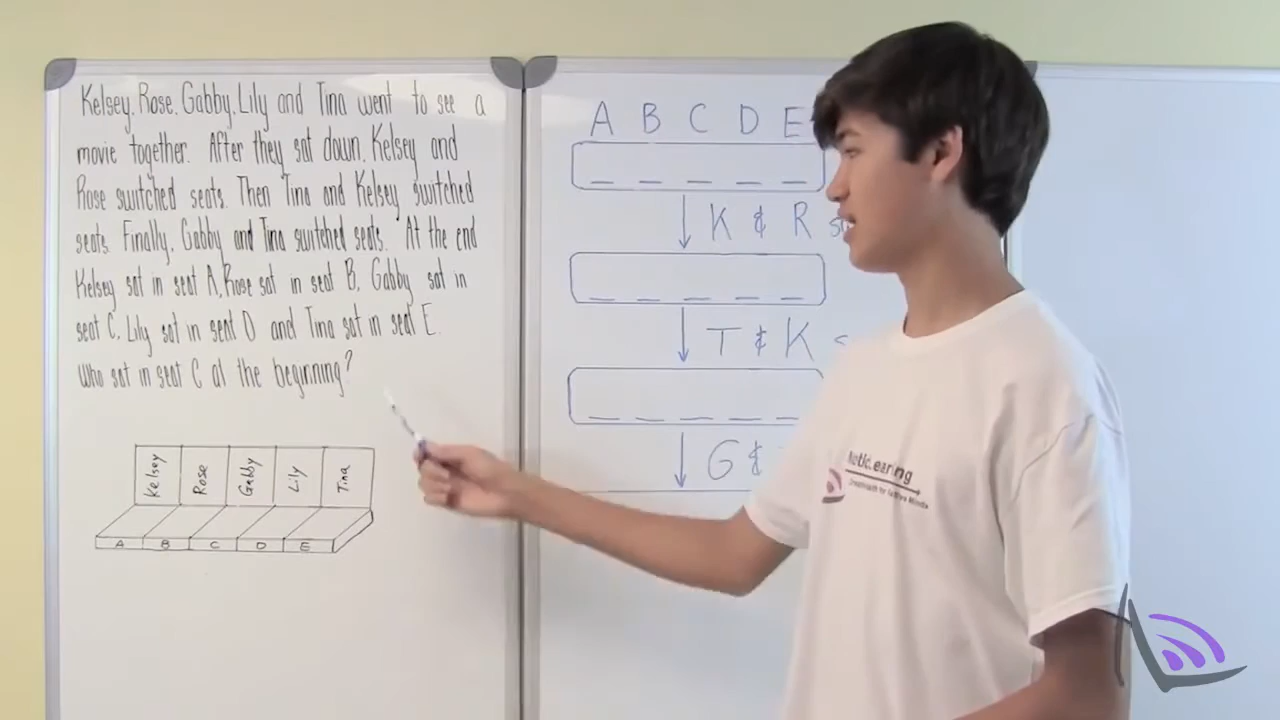 Kelsey, Rose, Gabby, Lily and Tina went to see a
movie together. After they sat down, Kelsey and
Rose switched seats. Then Tina and Kelsey switched
seats. Finally, Gabby and Tina switched seats. At the end
Kelsey sat in seat A, Rose sat in seat B, Gabby sat in
seat C, Lily sat in seat D and Tina sat in seat E.
Who sat in seat C at the beginning?
Kelsey Rose Gabby Lily Tina
A B C D E
A B C D E
K & R
T & K
G &